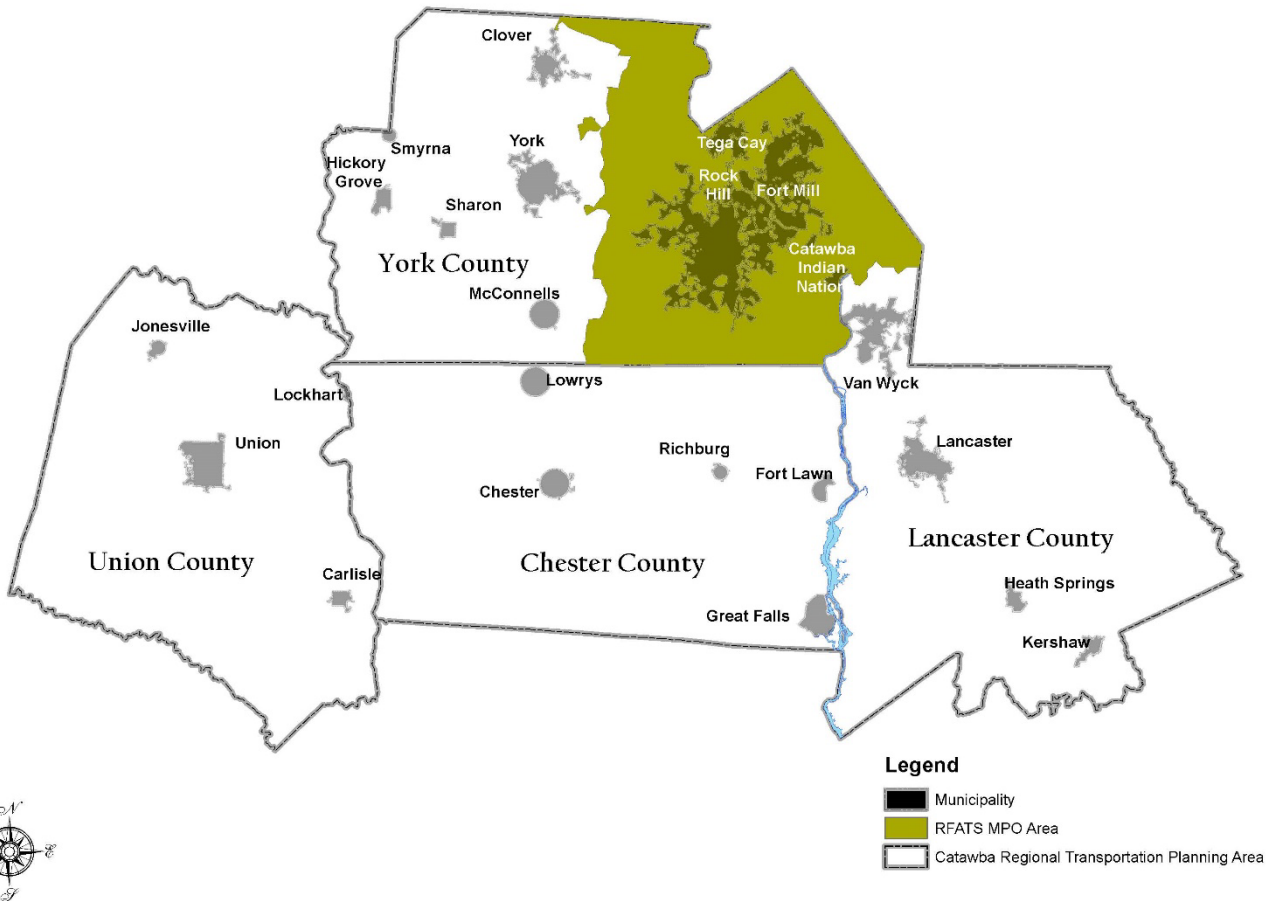 Clover
Smyrna
York
Hickory
Grove
Sharon
York County
McConnells
Tega Cay
Rock
Hill
Fort Mill
Catawba
Indian
Nation
Jonesville
Lockhart
Union
Union County
Carlisle
Lowrys
Richburg
Chester
Fort Lawn
Chester County
Great Falls
Van Wyck
Lancaster
Lancaster County
Heath Springs
Kershaw
Legend
Municipality
RFATS MPO Area
Catawba Regional Transportation Planning Area
N
E
S